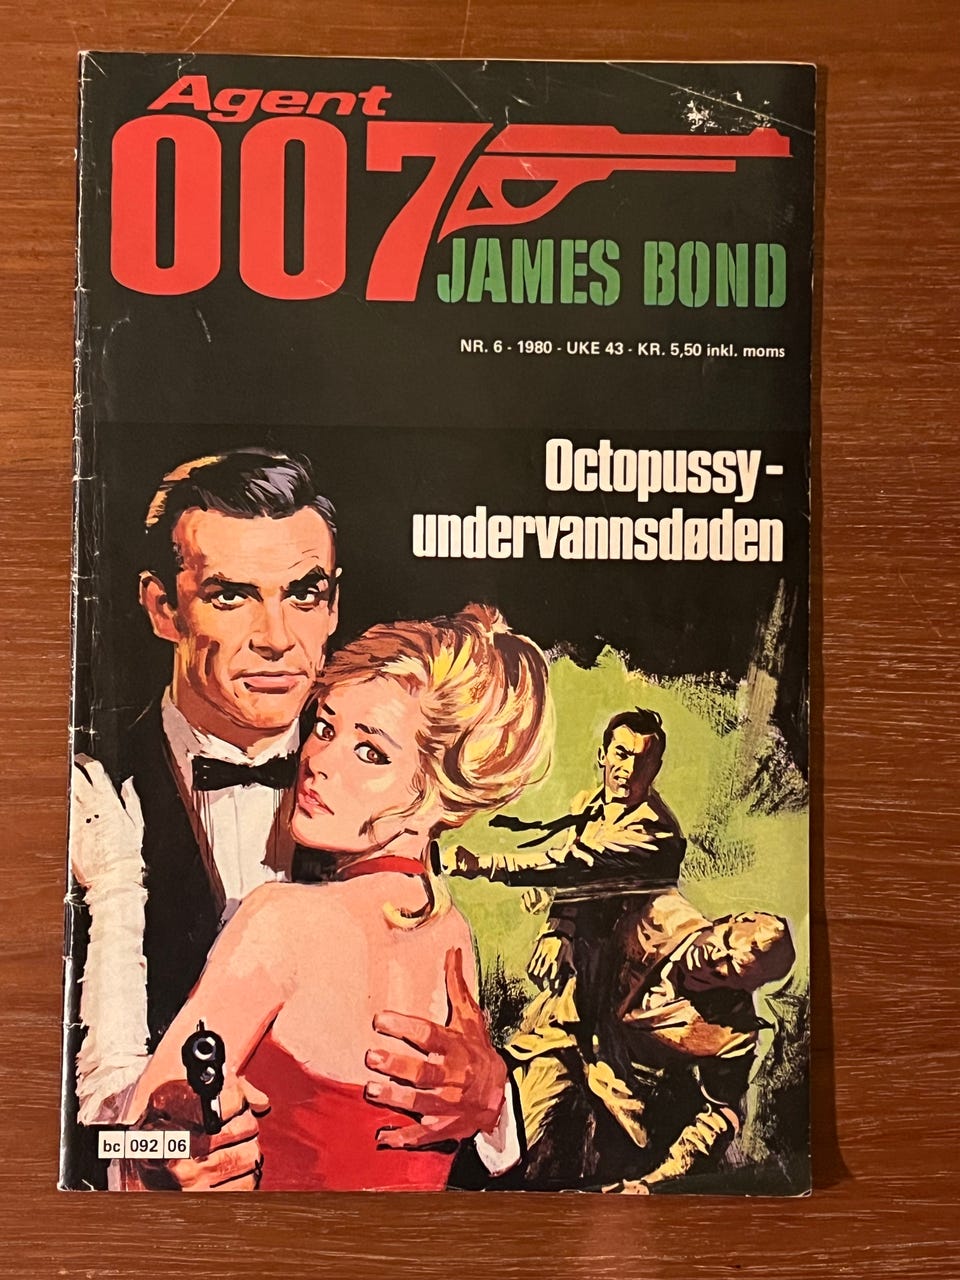 Agent
007
JAMES BOND
NR. 6 - 1980 - UKE 43 - KR. 5,50 inkl. moms
Octopussy-
undervannsdøden
bc 092 06